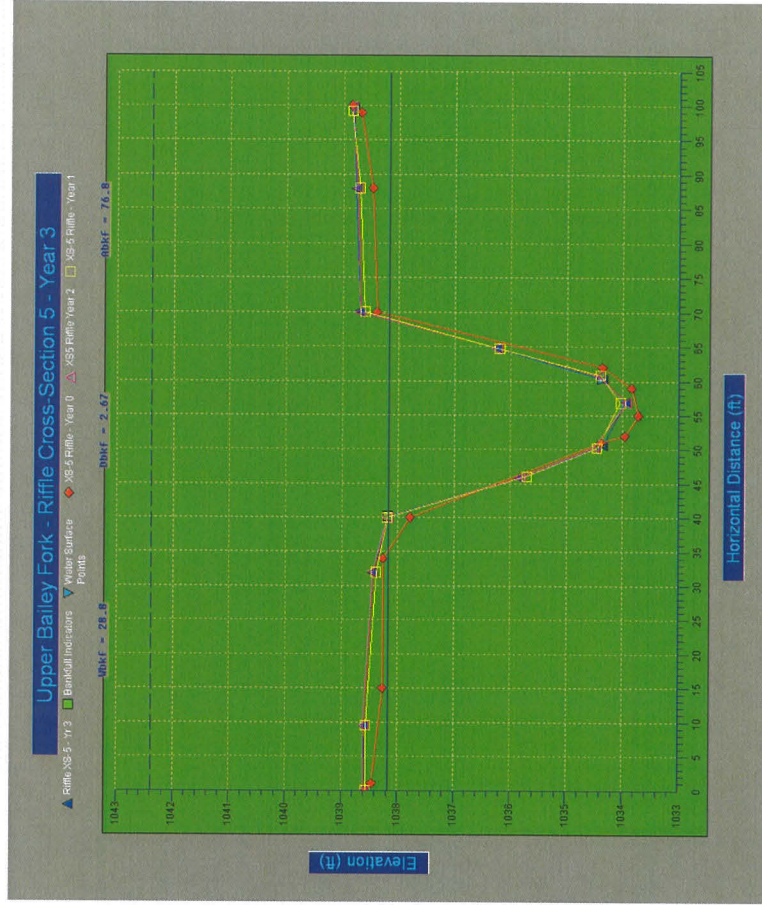 Upper Bailey Fork - Riffle Cross-Section 5 - Year 3
Riffle XS-5 - Yr 3
Bankfull Indicators
Water Surface
Points
XS-5 Riffle - Year 0
XS5 Riffle Year 2
XS-5 Riffle - Year 1
Wbkf = 28.8
Dbkf = 2.67
Abkf = 76.8
Elevation (ft)
1043
1042
1041
1040
1039
1038
1037
1036
1035
1034
1033
0 5 10 15 20 25 30 35 40 45 50 55 60 65 70 75 80 85 90 95 100 105
Horizontal Distance (ft)